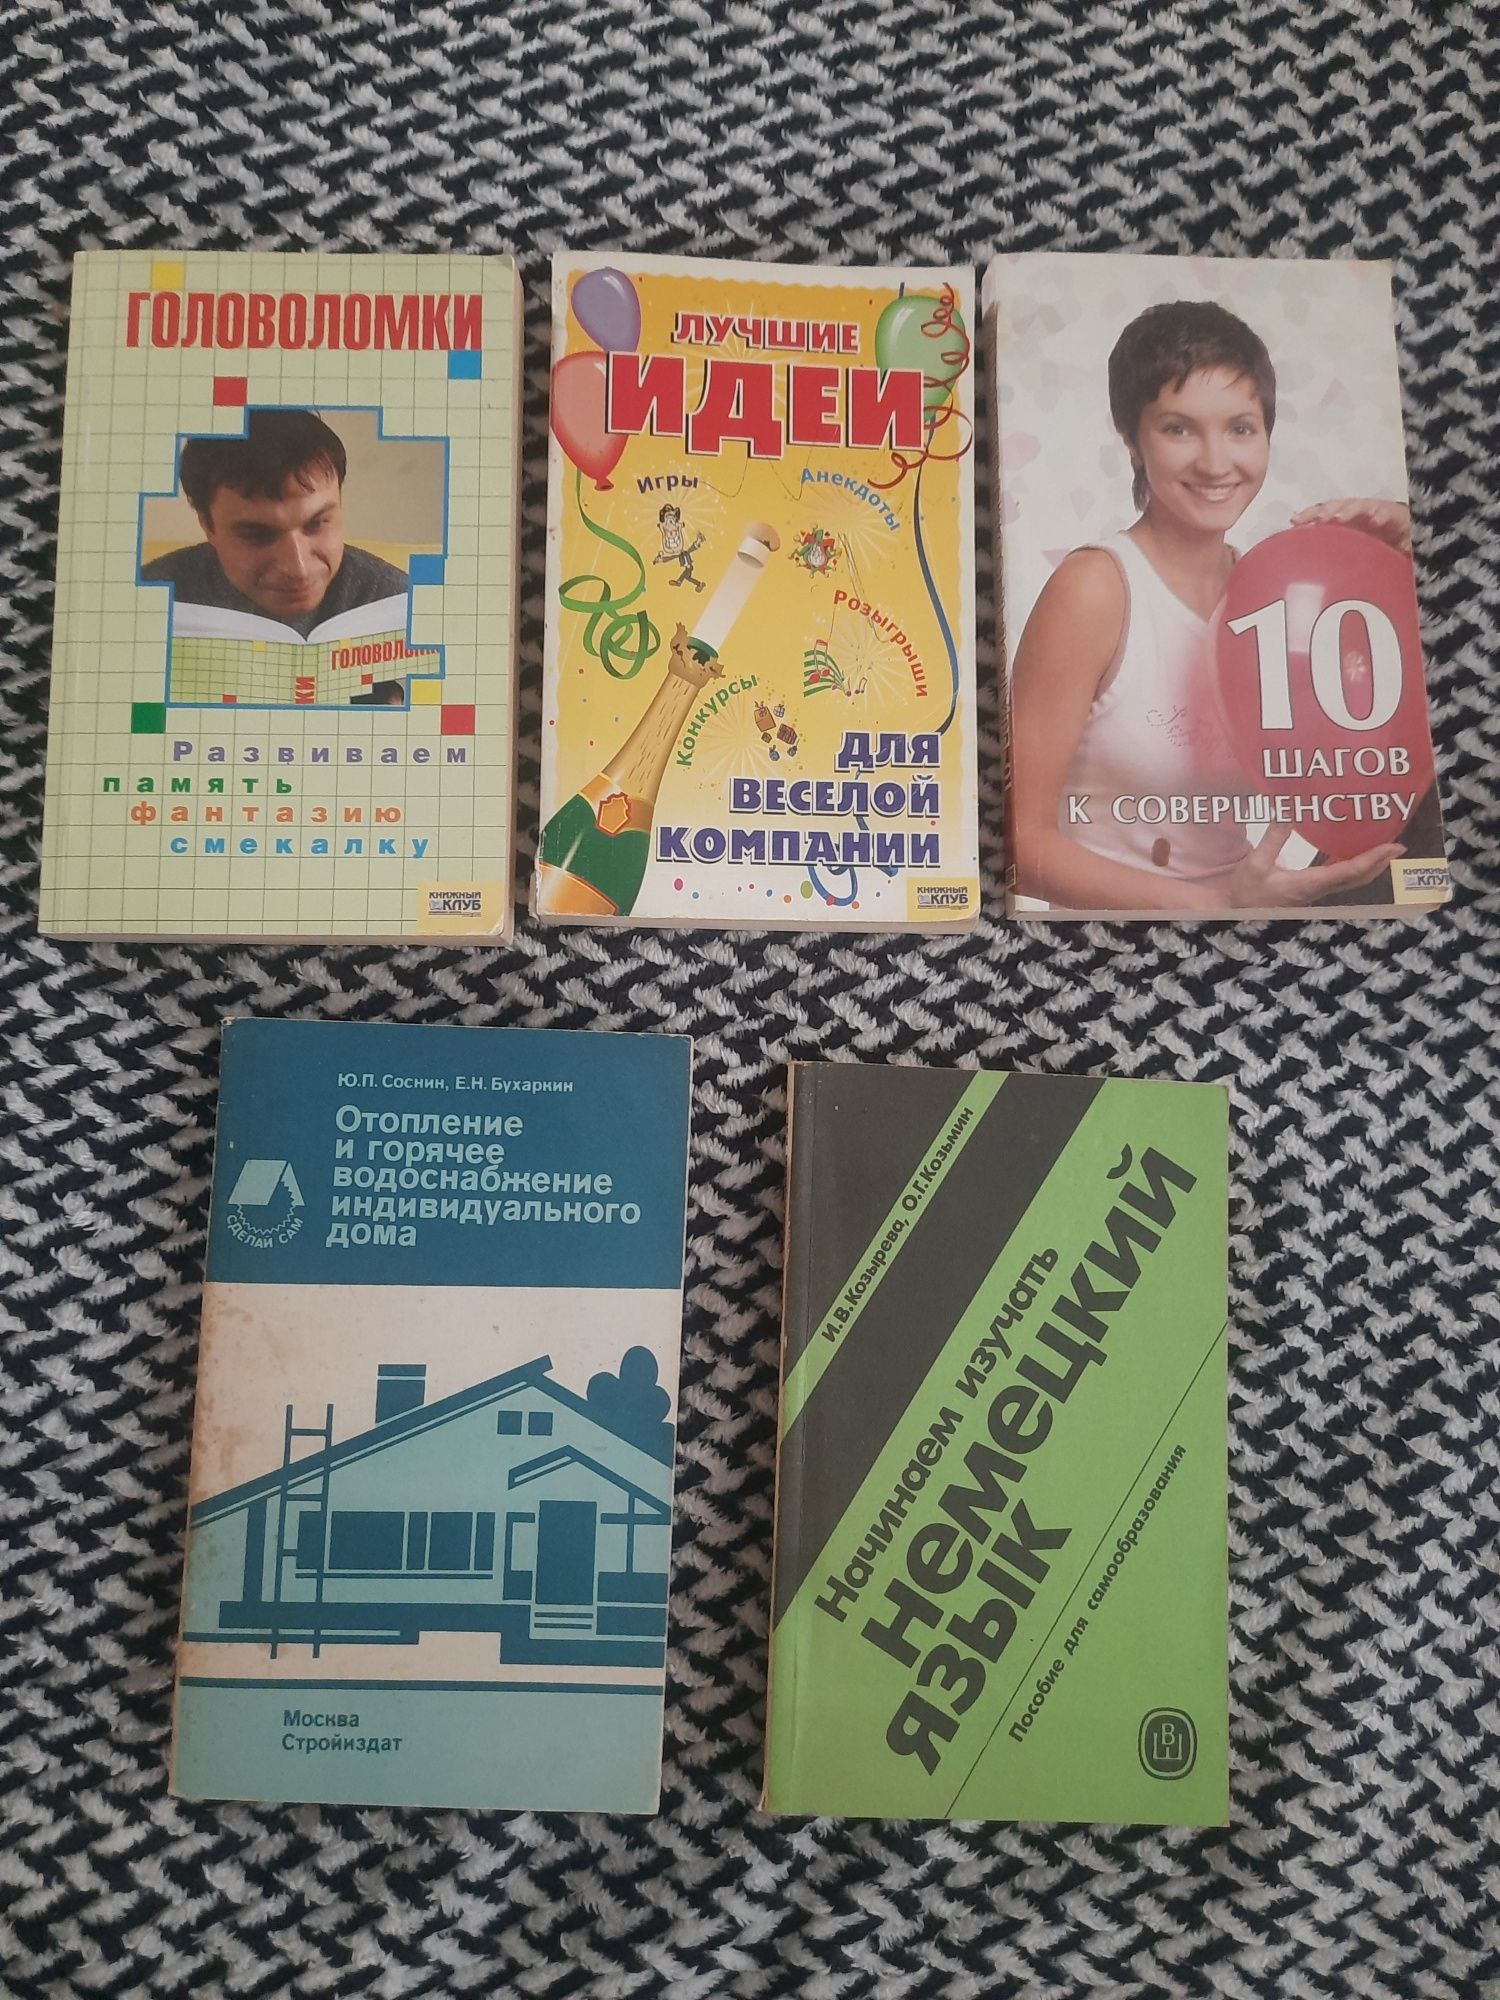 ГОЛОВОЛОМКИ
ГОЛОВОЛО
КИ
Развиваем
память
фантазию
смекалку
КНИЖНЫЙ
КЛУБ
ЛУЧШИЕ
ИДЕИ
Игры
Анекдоты
Розыгрыши
Конкурсы
ДЛЯ
ВЕСЕЛОЙ
КОМПАНИИ
КНИЖНЫЙ
КЛУБ
10
ШАГОВ
К СОВЕРШЕНСТВУ
КНИЖНЫЙ
КЛУБ
Ю.П. Соснин, Е.Н. Бухаркин
Отопление
и горячее
водоснабжение
индивидуального
дома
СДЕЛАЙ САМ
Москва
Стройиздат
И.В.Козырева, О.Г.Козьмин
Начинаем изучать
немецкий
язык
Пособие для самообразования
ВШ